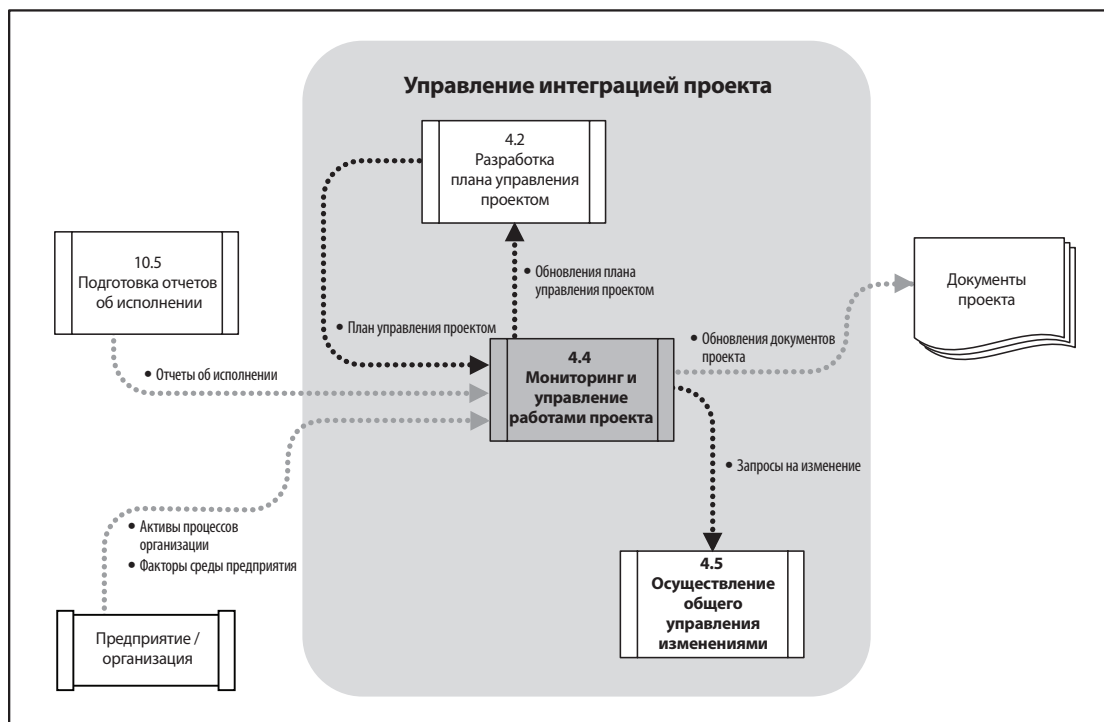 Управление интеграцией проекта
4.2
Разработка
плана управления
проектом
10.5
Подготовка отчетов
об исполнении
• Обновления плана
управления проектом
Документы
проекта
• План управления проектом
• Обновления документов
проекта
4.4
Мониторинг и
управление
работами проекта
• Отчеты об исполнении
• Запросы на изменение
• Активы процессов
организации
• Факторы среды предприятия
4.5
Осуществление
общего
управления
изменениями
Предприятие /
организация